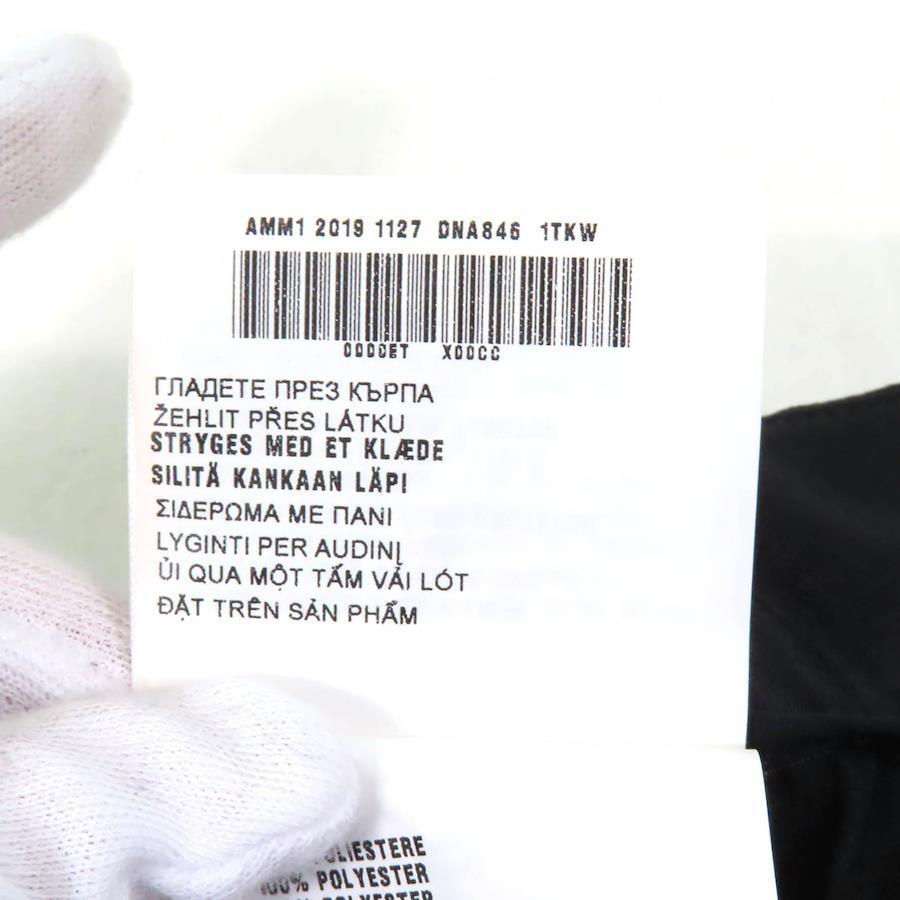 AMM1 2019 1127 DNA846 1TKW
ГЛАДЕТЕ ПРЕЗ КЪРПА
ŽEHLIT PŘES LÁTKU
STRYGES MED ET KLÆDE
SILITÄ KANKAAN LÄPI
ΣΙΔΕΡΩΜΑ ΜΕ ΠΑΝΙ
LYGINTI PER AUDINĮ
ỦI QUA MỘT TẤM VẢI LÓT
ĐẶT TRÊN SẢN PHẨM
100% POLYESTER